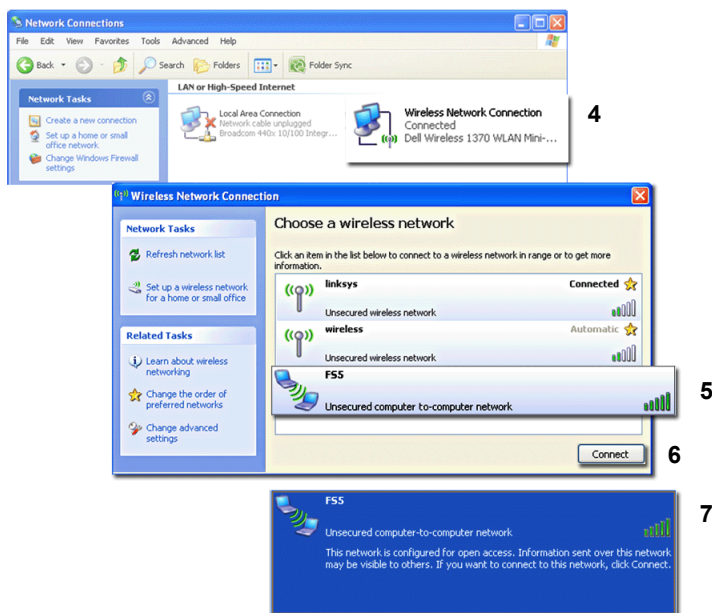 Network Connections
File Edit View Favorites Tools Advanced Help
Back Search Folders Folder Sync
LAN or High-Speed Internet
Network Tasks
Create a new connection
Set up a home or small
office network
Change Windows Firewall
settings
Local Area
Connection
Network cable unplugged
Broadcom 440x 10/100 Integr...
Wireless Network Connection
Connected
Dell Wireless 1370 WLAN Mini-...
4
Wireless Network Connection
Network Tasks
Refresh network list
Set up a wireless network
for a home or small office
Related Tasks
Learn about wireless
networking
Change the order of
preferred networks
Change advanced
settings
Choose a wireless network
Click an item in the list below to connect to a wireless network in range or to get more
information.
linksys Connected
Unsecured wireless network
wireless Automatic
Unsecured wireless network
FS5
Unsecured computer to-computer network
5
Connect
6
FS5
Unsecured computer-to-computer network
This network is configured for open access. Information sent over this network
may be visible to others. If you want to connect to this network, click Connect.
7